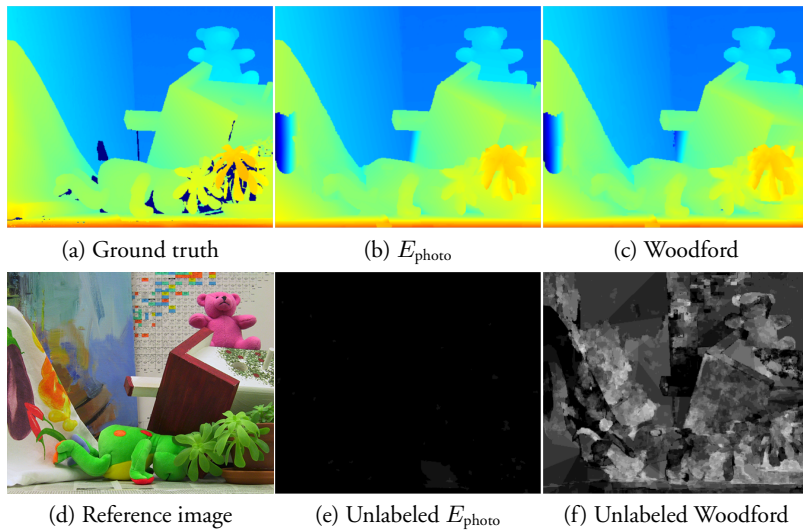 (a) Ground truth
(b) E_photo
(c) Woodford
(d) Reference image
(e) Unlabeled E_photo
(f) Unlabeled Woodford